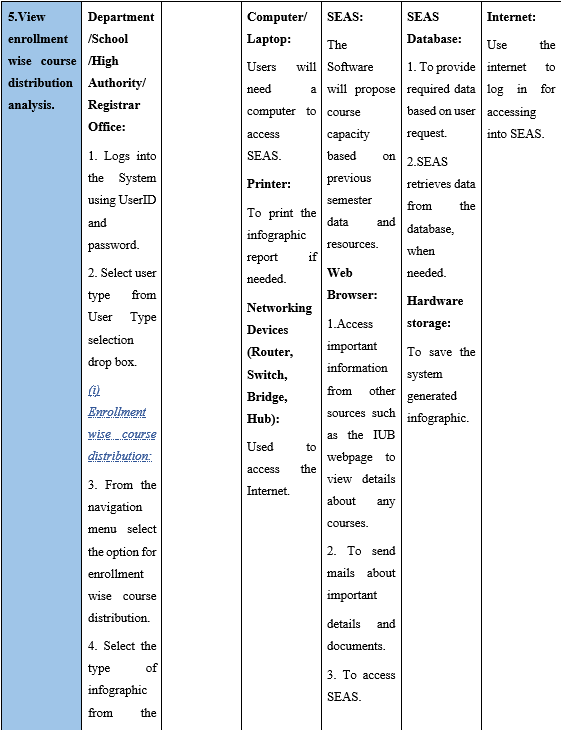 5.View
enrollment
wise course
distribution
analysis.
Department
/School
/High
Authority/
Registrar
Office:
1. Logs into
the System
using UserID
and
password.
2. Select user
type from
User Type
selection
drop box.
(i)
Enrollment
wise course
distribution:
3. From the
navigation
menu select
the option for
enrollment
wise course
distribution.
4. Select the
type of
infographic
from the
Computer/
Laptop:
Users will
need a
computer to
access
SEAS.
Printer:
To print the
infographic
report if
needed.
Networking
Devices
(Router,
Switch,
Bridge,
Hub):
Used to
access the
Internet.
SEAS:
The
Software
will propose
course
capacity
based on
previous
semester
data and
resources.
Web
Browser:
1.Access
important
information
from other
sources such
as the IUB
webpage to
view details
about any
courses.
2. To send
mails about
important
details and
documents.
3. To access
SEAS.
SEAS
Database:
1. To provide
required data
based on user
request.
2.SEAS
retrieves data
from the
database,
when
needed.
Hardware
storage:
To save the
system
generated
infographic.
Internet:
Use the
internet to
log in for
accessing
into SEAS.